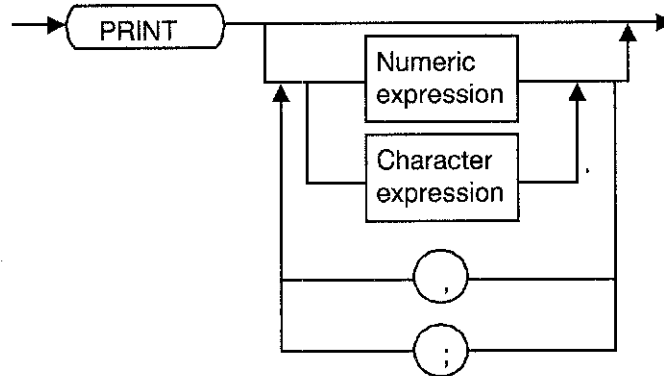 PRINT
Numeric
expression
Character
expression
,
;